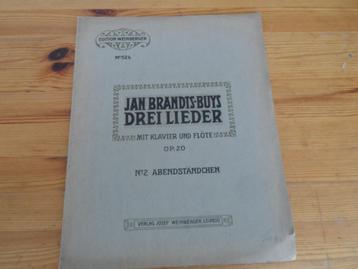 EDITION WEINBERGER
No 524
JAN BRANDTS-BUYS
DREI LIEDER
MIT KLAVIER UND FLÖTE
OP. 20
No 2 ABENDSTÄNDCHEN
VERLAG JOSEF WEINBERGER LEIPZIG